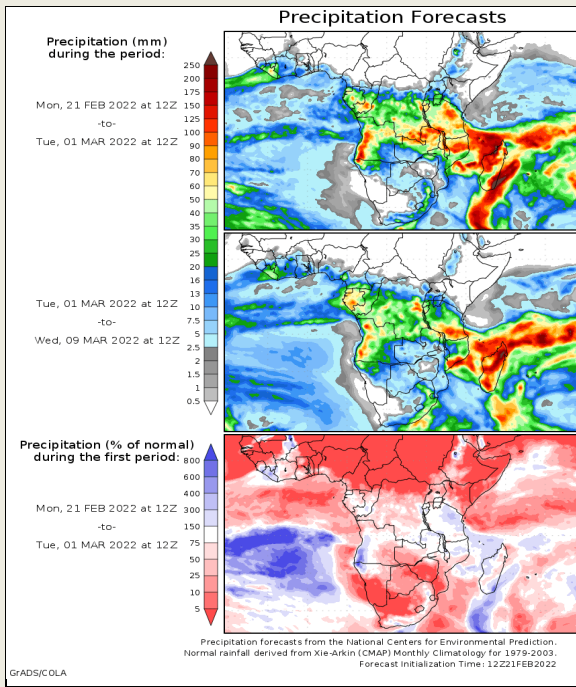 Precipitation Forecasts
Precipitation (mm)
during the period:
Mon, 21 FEB 2022 at 12Z
-to-
Tue, 01 MAR 2022 at 12Z
250
200
175
150
125
100
90
80
70
60
50
40
35
30
25
20
16
13
10
7.5
5
2.5
2
1.5
1
0.5
Tue, 01 MAR 2022 at 12Z
-to-
Wed, 09 MAR 2022 at 12Z
Precipitation (% of normal)
during the first period:
Mon, 21 FEB 2022 at 12Z
-to-
Tue, 01 MAR 2022 at 12Z
800
600
400
300
150
75
50
25
10
5
Precipitation forecasts from the National Centers for Environmental Prediction.
Normal rainfall derived from Xie-Arkin (CMAP) Monthly Climatology for 1979-2003.
Forecast Initialization Time: 12Z21FEB2022
GrADS/COLA